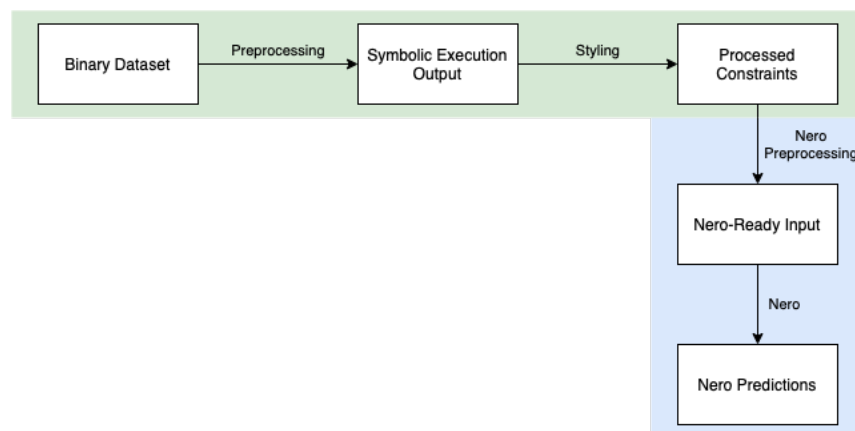 Binary Dataset
Preprocessing
Symbolic Execution
Output
Styling
Processed
Constraints
Nero
Preprocessing
Nero-Ready Input
Nero
Nero Predictions